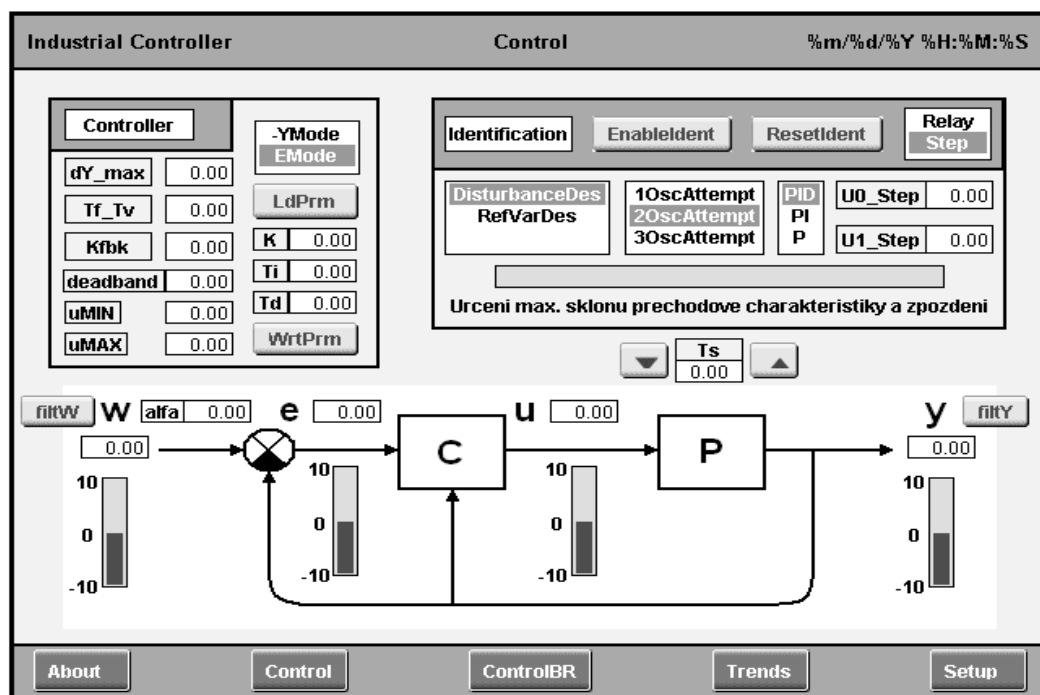 Industrial Controller Control %m/%d/%Y %H:%M:%S
Controller
-YMode
EMode
dY_max 0.00
Tf_Tv 0.00
Kfbk 0.00
deadband 0.00
uMIN 0.00
uMAX 0.00
LdPrm
K 0.00
Ti 0.00
Td 0.00
WrtPrm
Identification EnableIdent ResetIdent
Relay
Step
DisturbanceDes
RefVarDes
1OscAttempt
2OscAttempt
3OscAttempt
PID
PI
P
U0_Step 0.00
U1_Step 0.00
Urceni max. sklonu prechodove charakteristiky a zpozdeni
Ts
0.00
filtW w alfa 0.00 e 0.00 u 0.00 y filtY
0.00 C P 0.00
10 10 10 10
0 0 0 0
-10 -10 -10 -10
About Control ControlBR Trends Setup